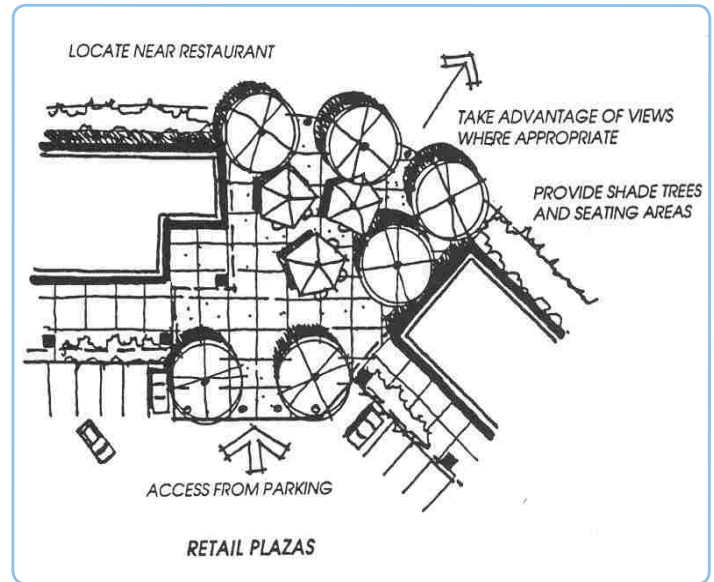 LOCATE NEAR RESTAURANT
TAKE ADVANTAGE OF VIEWS
WHERE APPROPRIATE
PROVIDE SHADE TREES
AND SEATING AREAS
ACCESS FROM PARKING
RETAIL PLAZAS